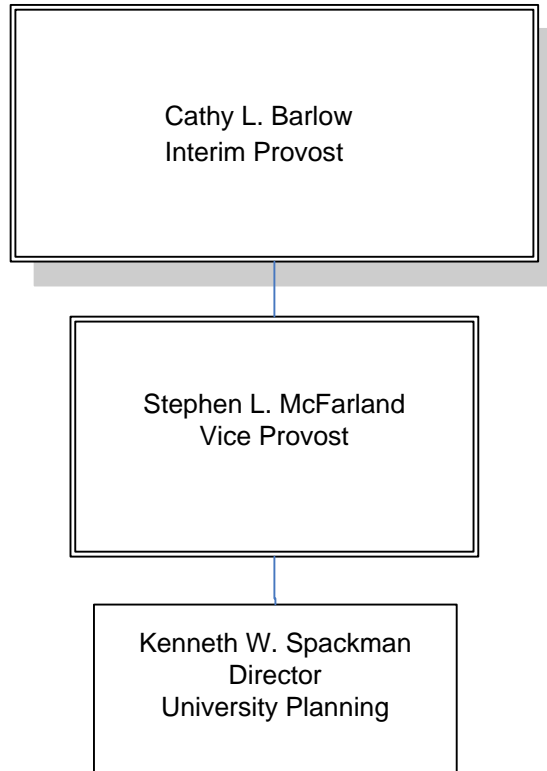 Cathy L. Barlow
Interim Provost
Stephen L. McFarland
Vice Provost
Kenneth W. Spackman
Director
University Planning